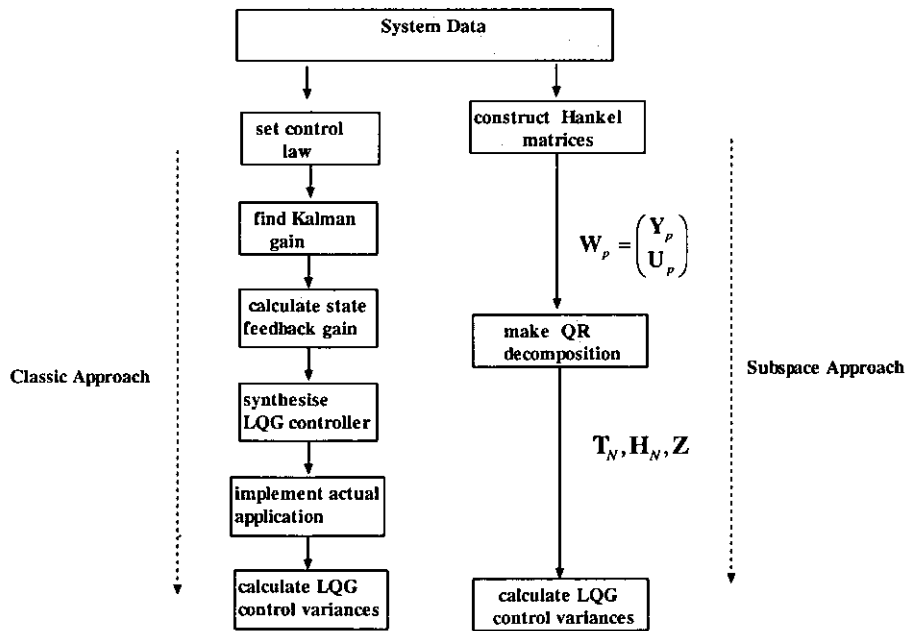 System Data
set control
law
find Kalman
gain
calculate state
feedback gain
synthesise
LQG controller
implement actual
application
calculate LQG
control variances
Classic Approach
construct Hankel
matrices
W_p = (Y_p
U_p)
make QR
decomposition
T_N, H_N, Z
calculate LQG
control variances
Subspace Approach